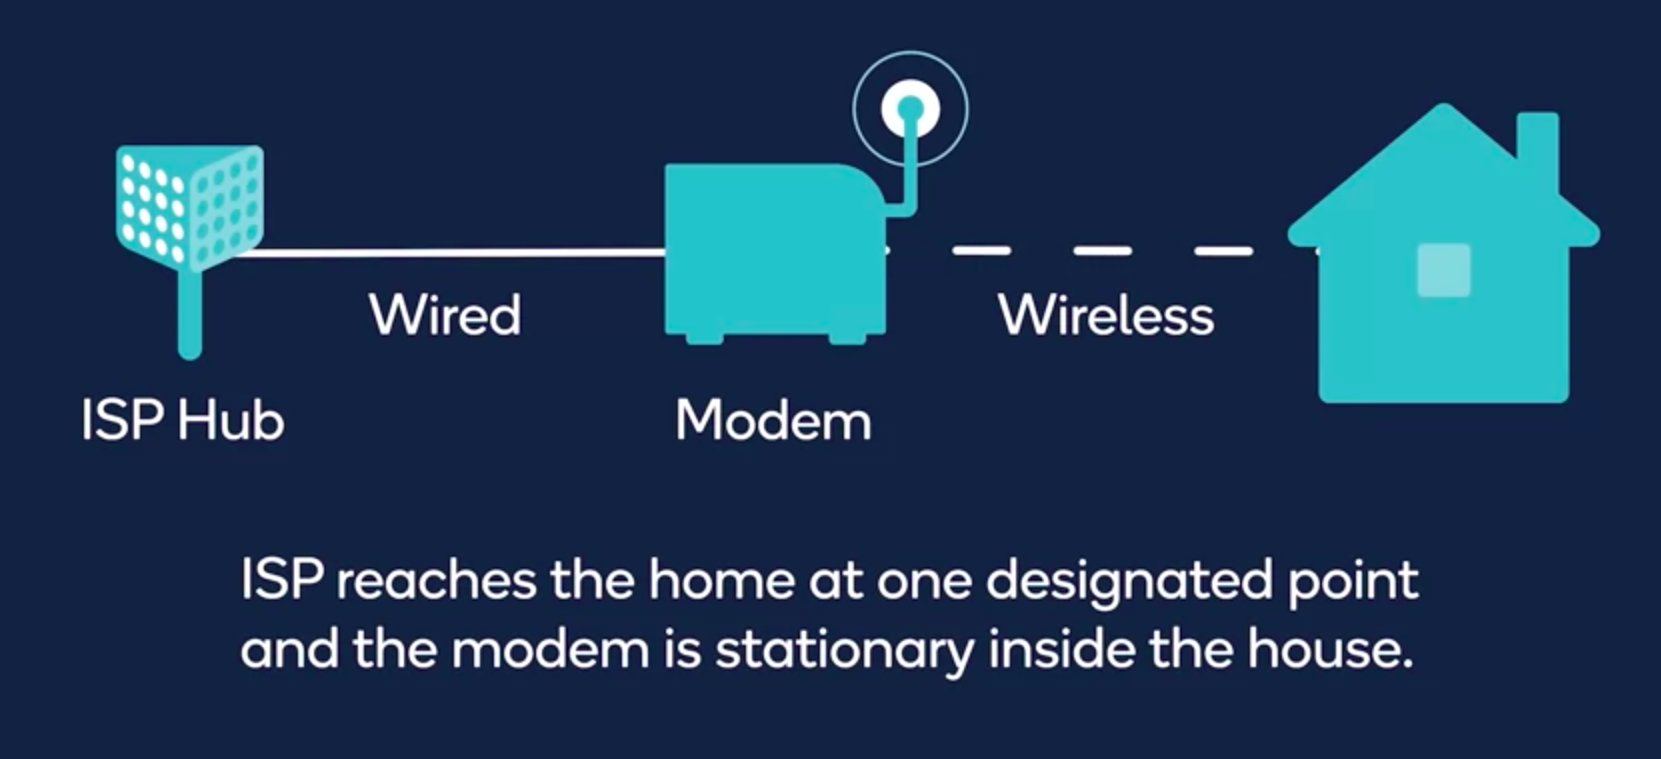 Wired
Wireless
ISP Hub
Modem
ISP reaches the home at one designated point
and the modem is stationary inside the house.